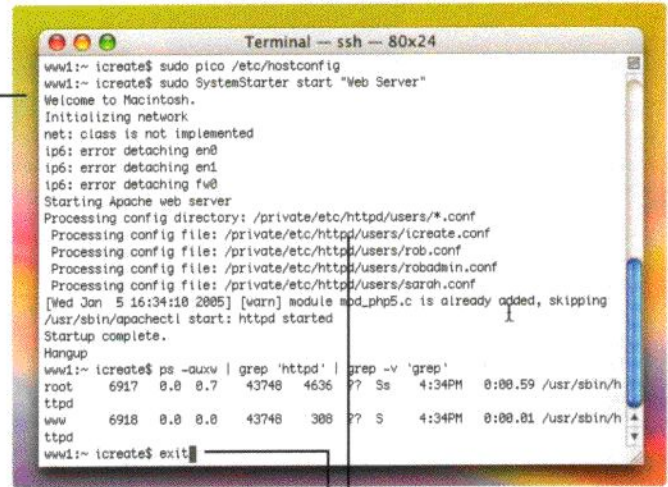 Terminal — ssh — 80x24
www1:~ icreate$ sudo pico /etc/hostconfig
www1:~ icreate$ sudo SystemStarter start "Web Server"
Welcome to Macintosh.
Initializing network
net: class is not implemented
ip6: error detaching en0
ip6: error detaching en1
ip6: error detaching fw0
Starting Apache web server
Processing config directory: /private/etc/httpd/users/*.conf
Processing config file: /private/etc/httpd/users/icreate.conf
Processing config file: /private/etc/httpd/users/rob.conf
Processing config file: /private/etc/httpd/users/robadmin.conf
Processing config file: /private/etc/httpd/users/sarah.conf
[Wed Jan 5 16:34:10 2005] [warn] module mod_php5.c is already added, skipping
/usr/sbin/apachectl start: httpd started
Startup complete.
Hangup
www1:~ icreate$ ps -auxw | grep 'httpd' | grep -v 'grep'
root 6917 0.0 0.7 43748 4636 ?? Ss 4:34PM 0:00.59 /usr/sbin/h
ttpd
www 6918 0.0 0.0 43748 308 ?? S 4:34PM 0:00.01 /usr/sbin/h
ttpd
www1:~ icreate$ exit